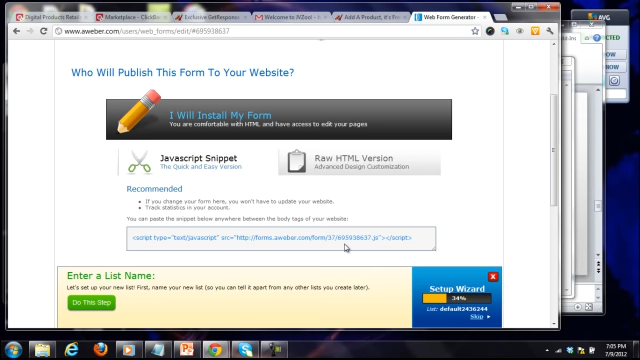 Digital Products Retaile
Marketplace - ClickBan
Exclusive GetRespons
Welcome to JVZoo!
Add A Product, it's Fr
Web Form Generator -
www.aweber.com/users/web_forms/edit/#695938637
AVG
Who Will Publish This Form To Your Website?
I Will Install My Form
You are comfortable with HTML and have access to edit your pages
Javascript Snippet
The Quick and Easy Version
Raw HTML Version
Advanced Design Customization
Recommended
If you change your form here, you won't have to update your website.
Track statistics in your account.
You can paste the snippet below anywhere between the body tags of your website:
<script type="text/javascript" src="http://forms.aweber.com/form/37/695938637.js"></script>
Enter a List Name:
Let's set up your new list! First, name your new list (so you can tell it apart from any other lists you create later).
Do This Step
Setup Wizard
34%
List: default2436244
Skip
7:05 PM
7/9/2012